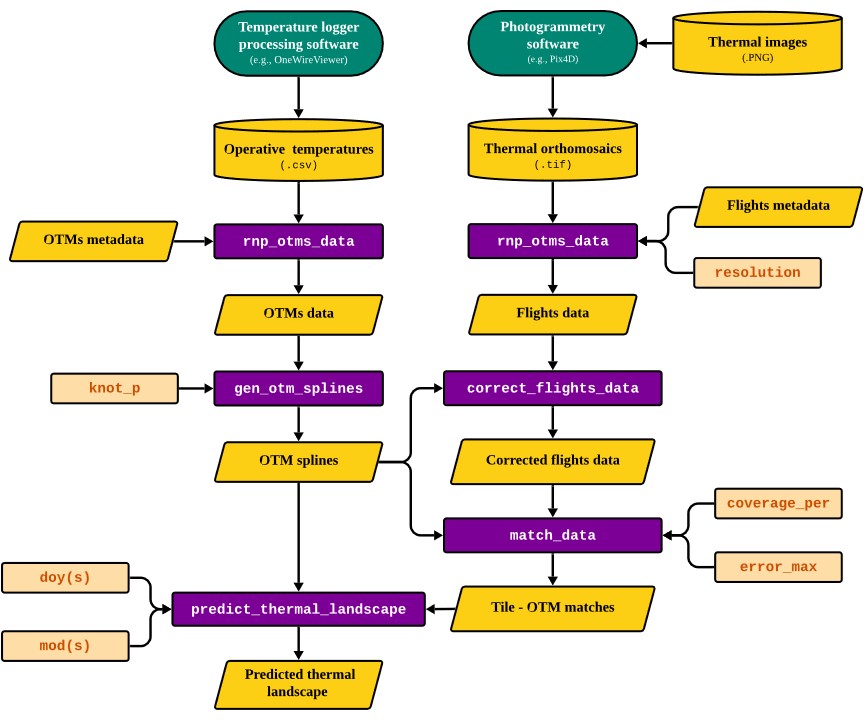 Temperature logger
processing software
(e.g., OneWireViewer)
Photogrammetry
software
(e.g., Pix4D)
Thermal images
(.PNG)
Operative  temperatures
(.csv)
Thermal orthomosaics
(.tif)
Flights metadata
OTMs metadata
rnp_otms_data
rnp_otms_data
resolution
OTMs data
Flights data
knot_p
gen_otm_splines
correct_flights_data
OTM splines
Corrected flights data
coverage_per
match_data
error_max
doy(s)
predict_thermal_landscape
Tile - OTM matches
mod(s)
Predicted thermal
landscape